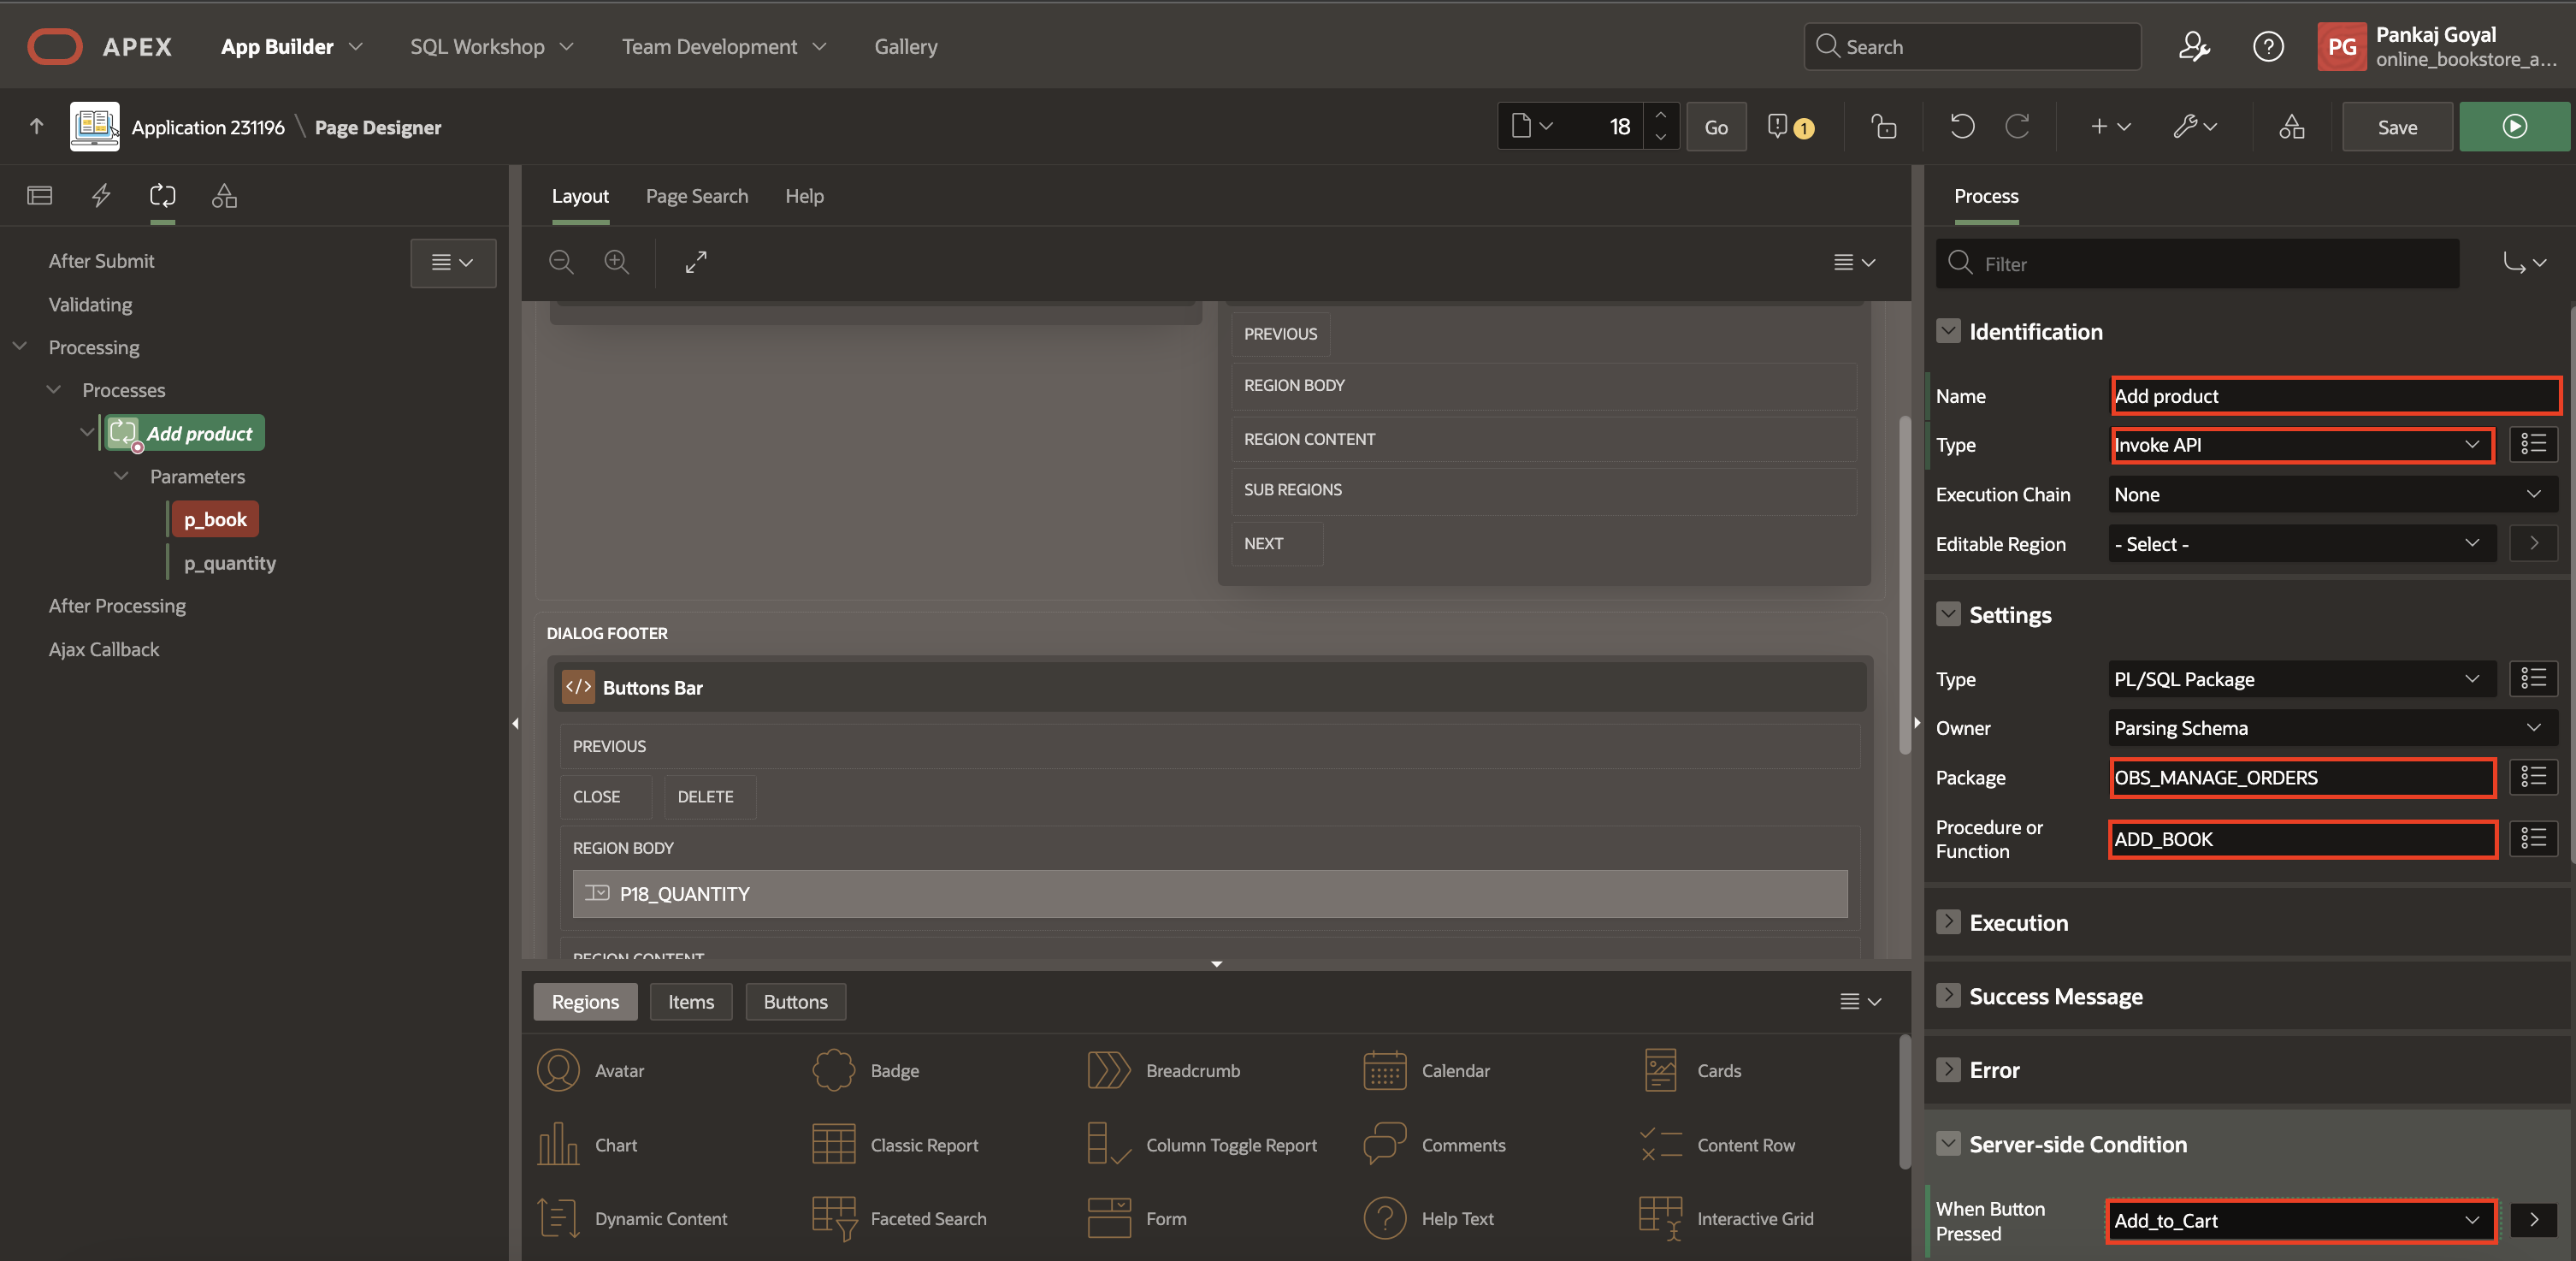 APEX App Builder SQL Workshop Team Development Gallery Search PG Pankaj Goyal
online_bookstore_a...
Application 231196 \ Page Designer 18 Go 1 Save
Layout Page Search Help Process
After Submit
Validating
Processing
Processes
Add product
Parameters
p_book
p_quantity
After Processing
Ajax Callback
PREVIOUS
REGION BODY
REGION CONTENT
SUB REGIONS
NEXT
DIALOG FOOTER
</> Buttons Bar
PREVIOUS
CLOSE DELETE
REGION BODY
P18_QUANTITY
REGION CONTENT
Regions Items Buttons
Avatar Badge Breadcrumb Calendar Cards
Chart Classic Report Column Toggle Report Comments Content Row
Dynamic Content Faceted Search Form Help Text Interactive Grid
Filter
Identification
Name Add product
Type Invoke API
Execution Chain None
Editable Region - Select -
Settings
Type PL/SQL Package
Owner Parsing Schema
Package OBS_MANAGE_ORDERS
Procedure or
Function ADD_BOOK
Execution
Success Message
Error
Server-side Condition
When Button
Pressed Add_to_Cart